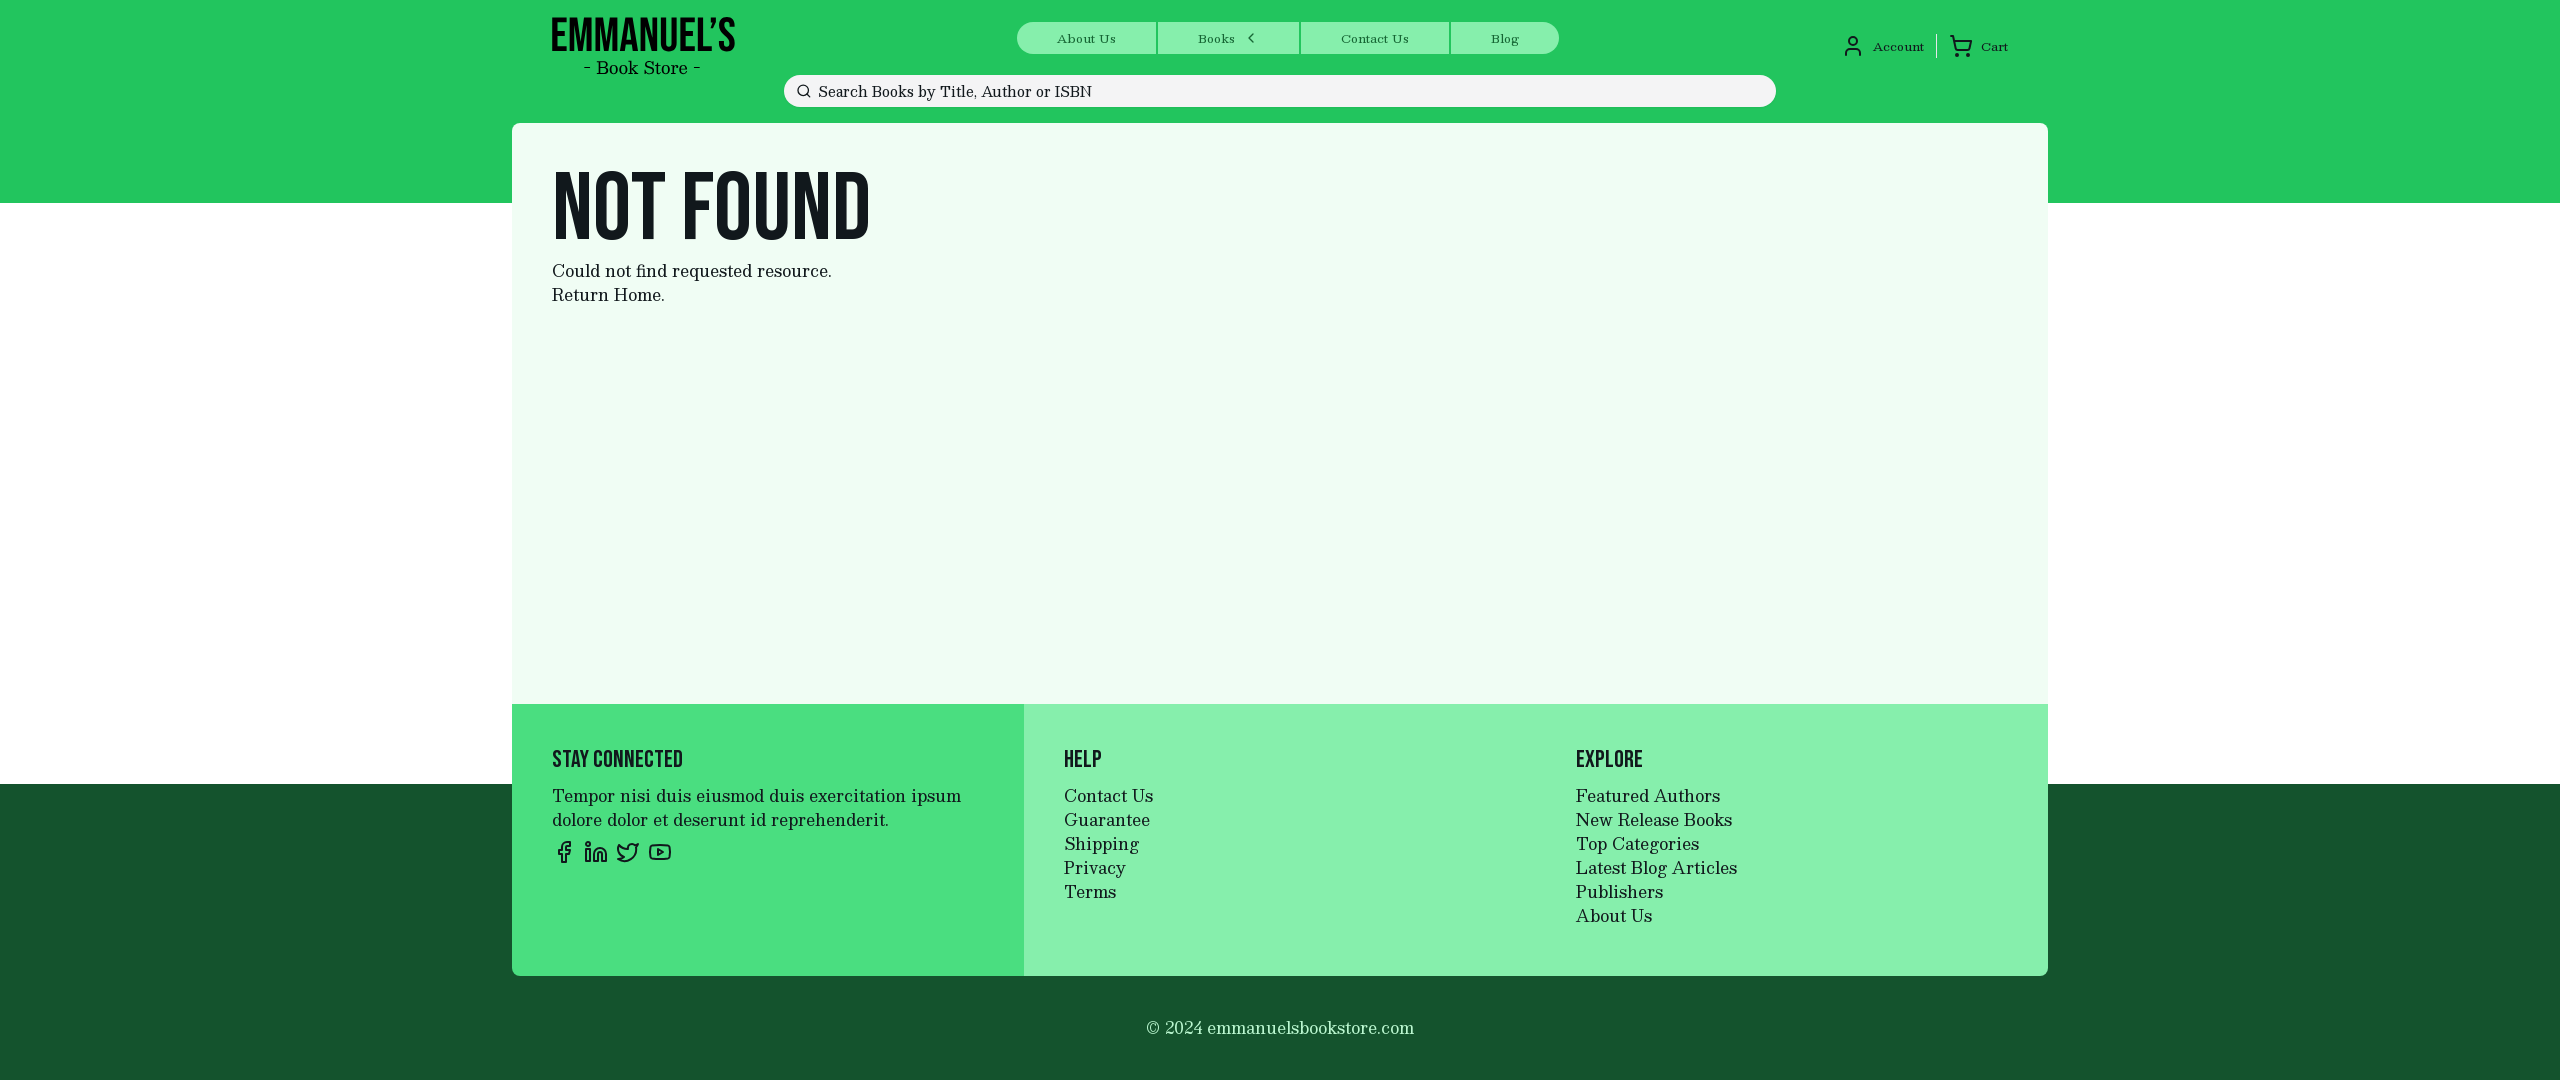 EMMANUEL'S
- Book Store -
About Us
Books
Contact Us
Blog
Account
Cart
Search Books by Title, Author or ISBN
NOT FOUND
Could not find requested resource.
Return Home.
STAY CONNECTED
Tempor nisi duis eiusmod duis exercitation ipsum
dolore dolor et deserunt id reprehenderit.
HELP
Contact Us
Guarantee
Shipping
Privacy
Terms
EXPLORE
Featured Authors
New Release Books
Top Categories
Latest Blog Articles
Publishers
About Us
© 2024 emmanuelsbookstore.com